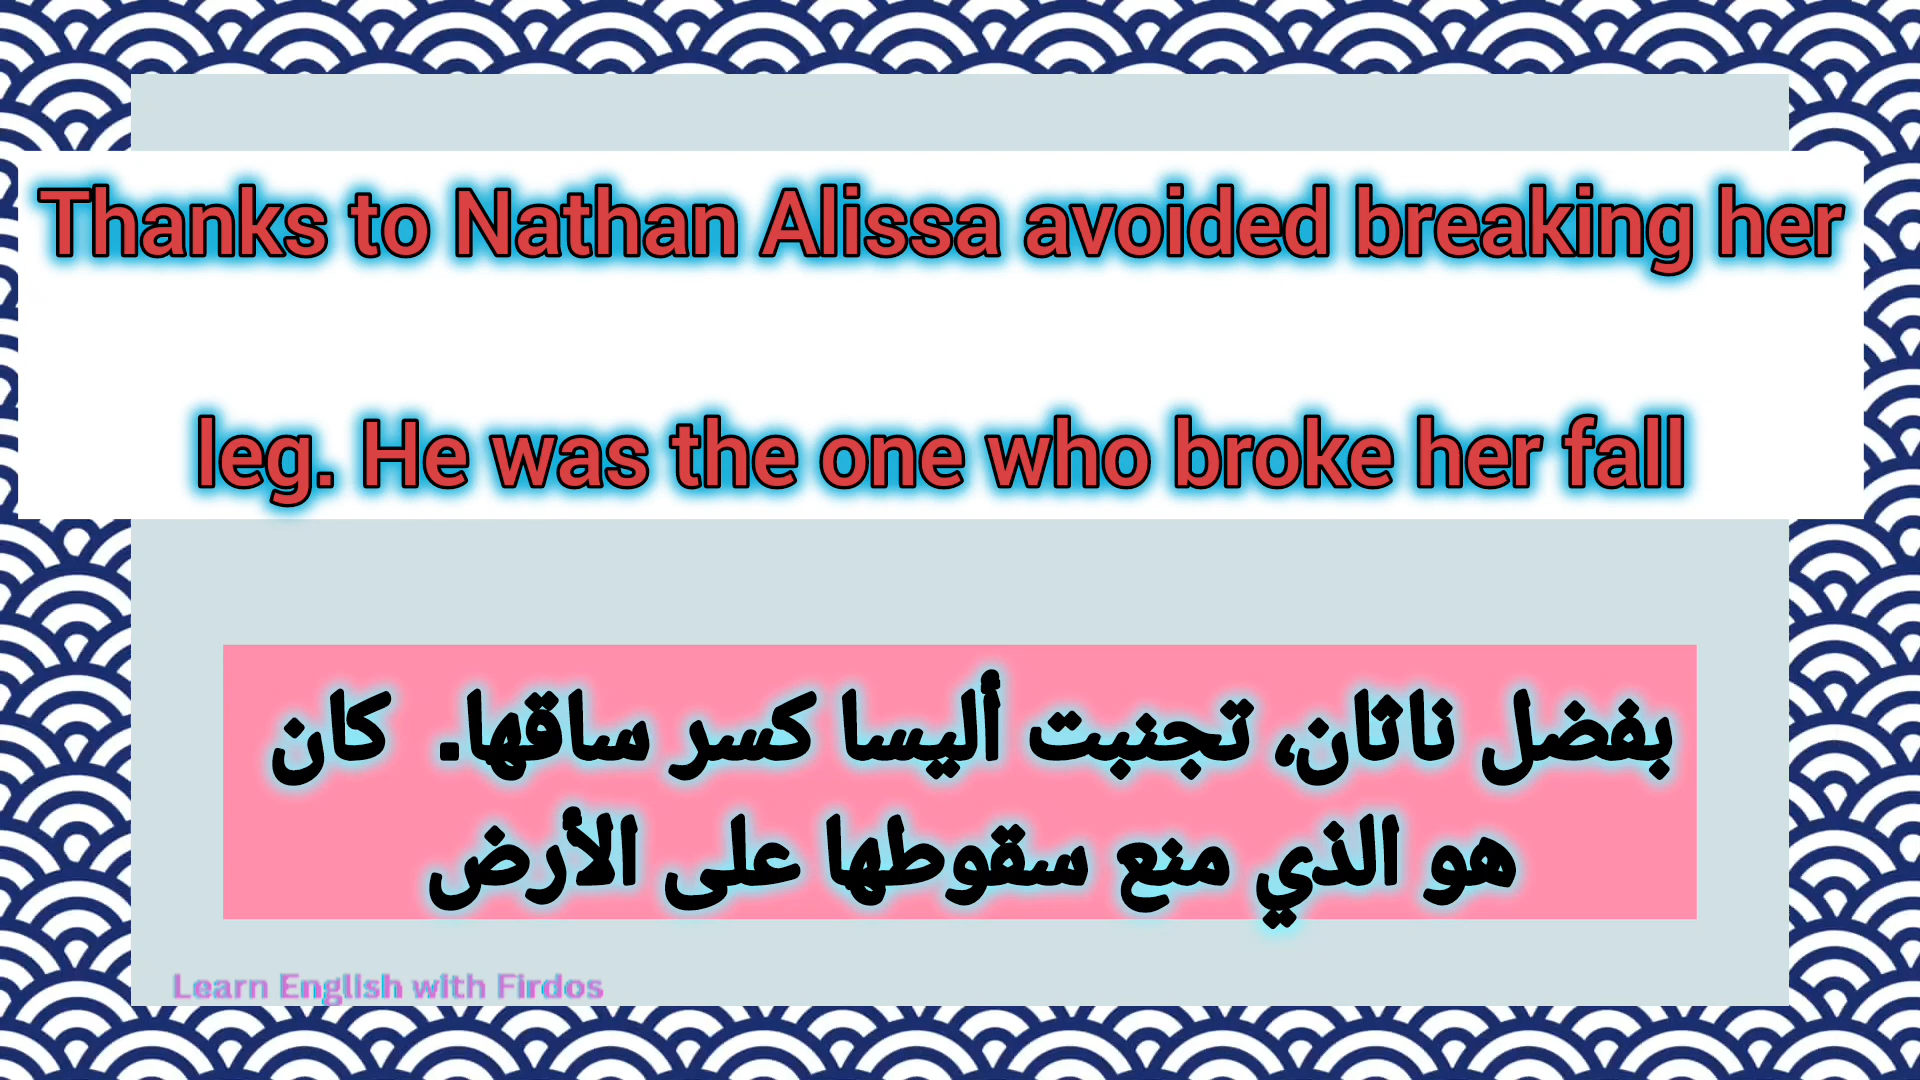 Thanks to Nathan Alissa avoided breaking her
leg. He was the one who broke her fall
بفضل ناثان، تجنبت أليسا كسر ساقها. كان
هو الذي منع سقوطها على الأرض
Learn English with Firdos